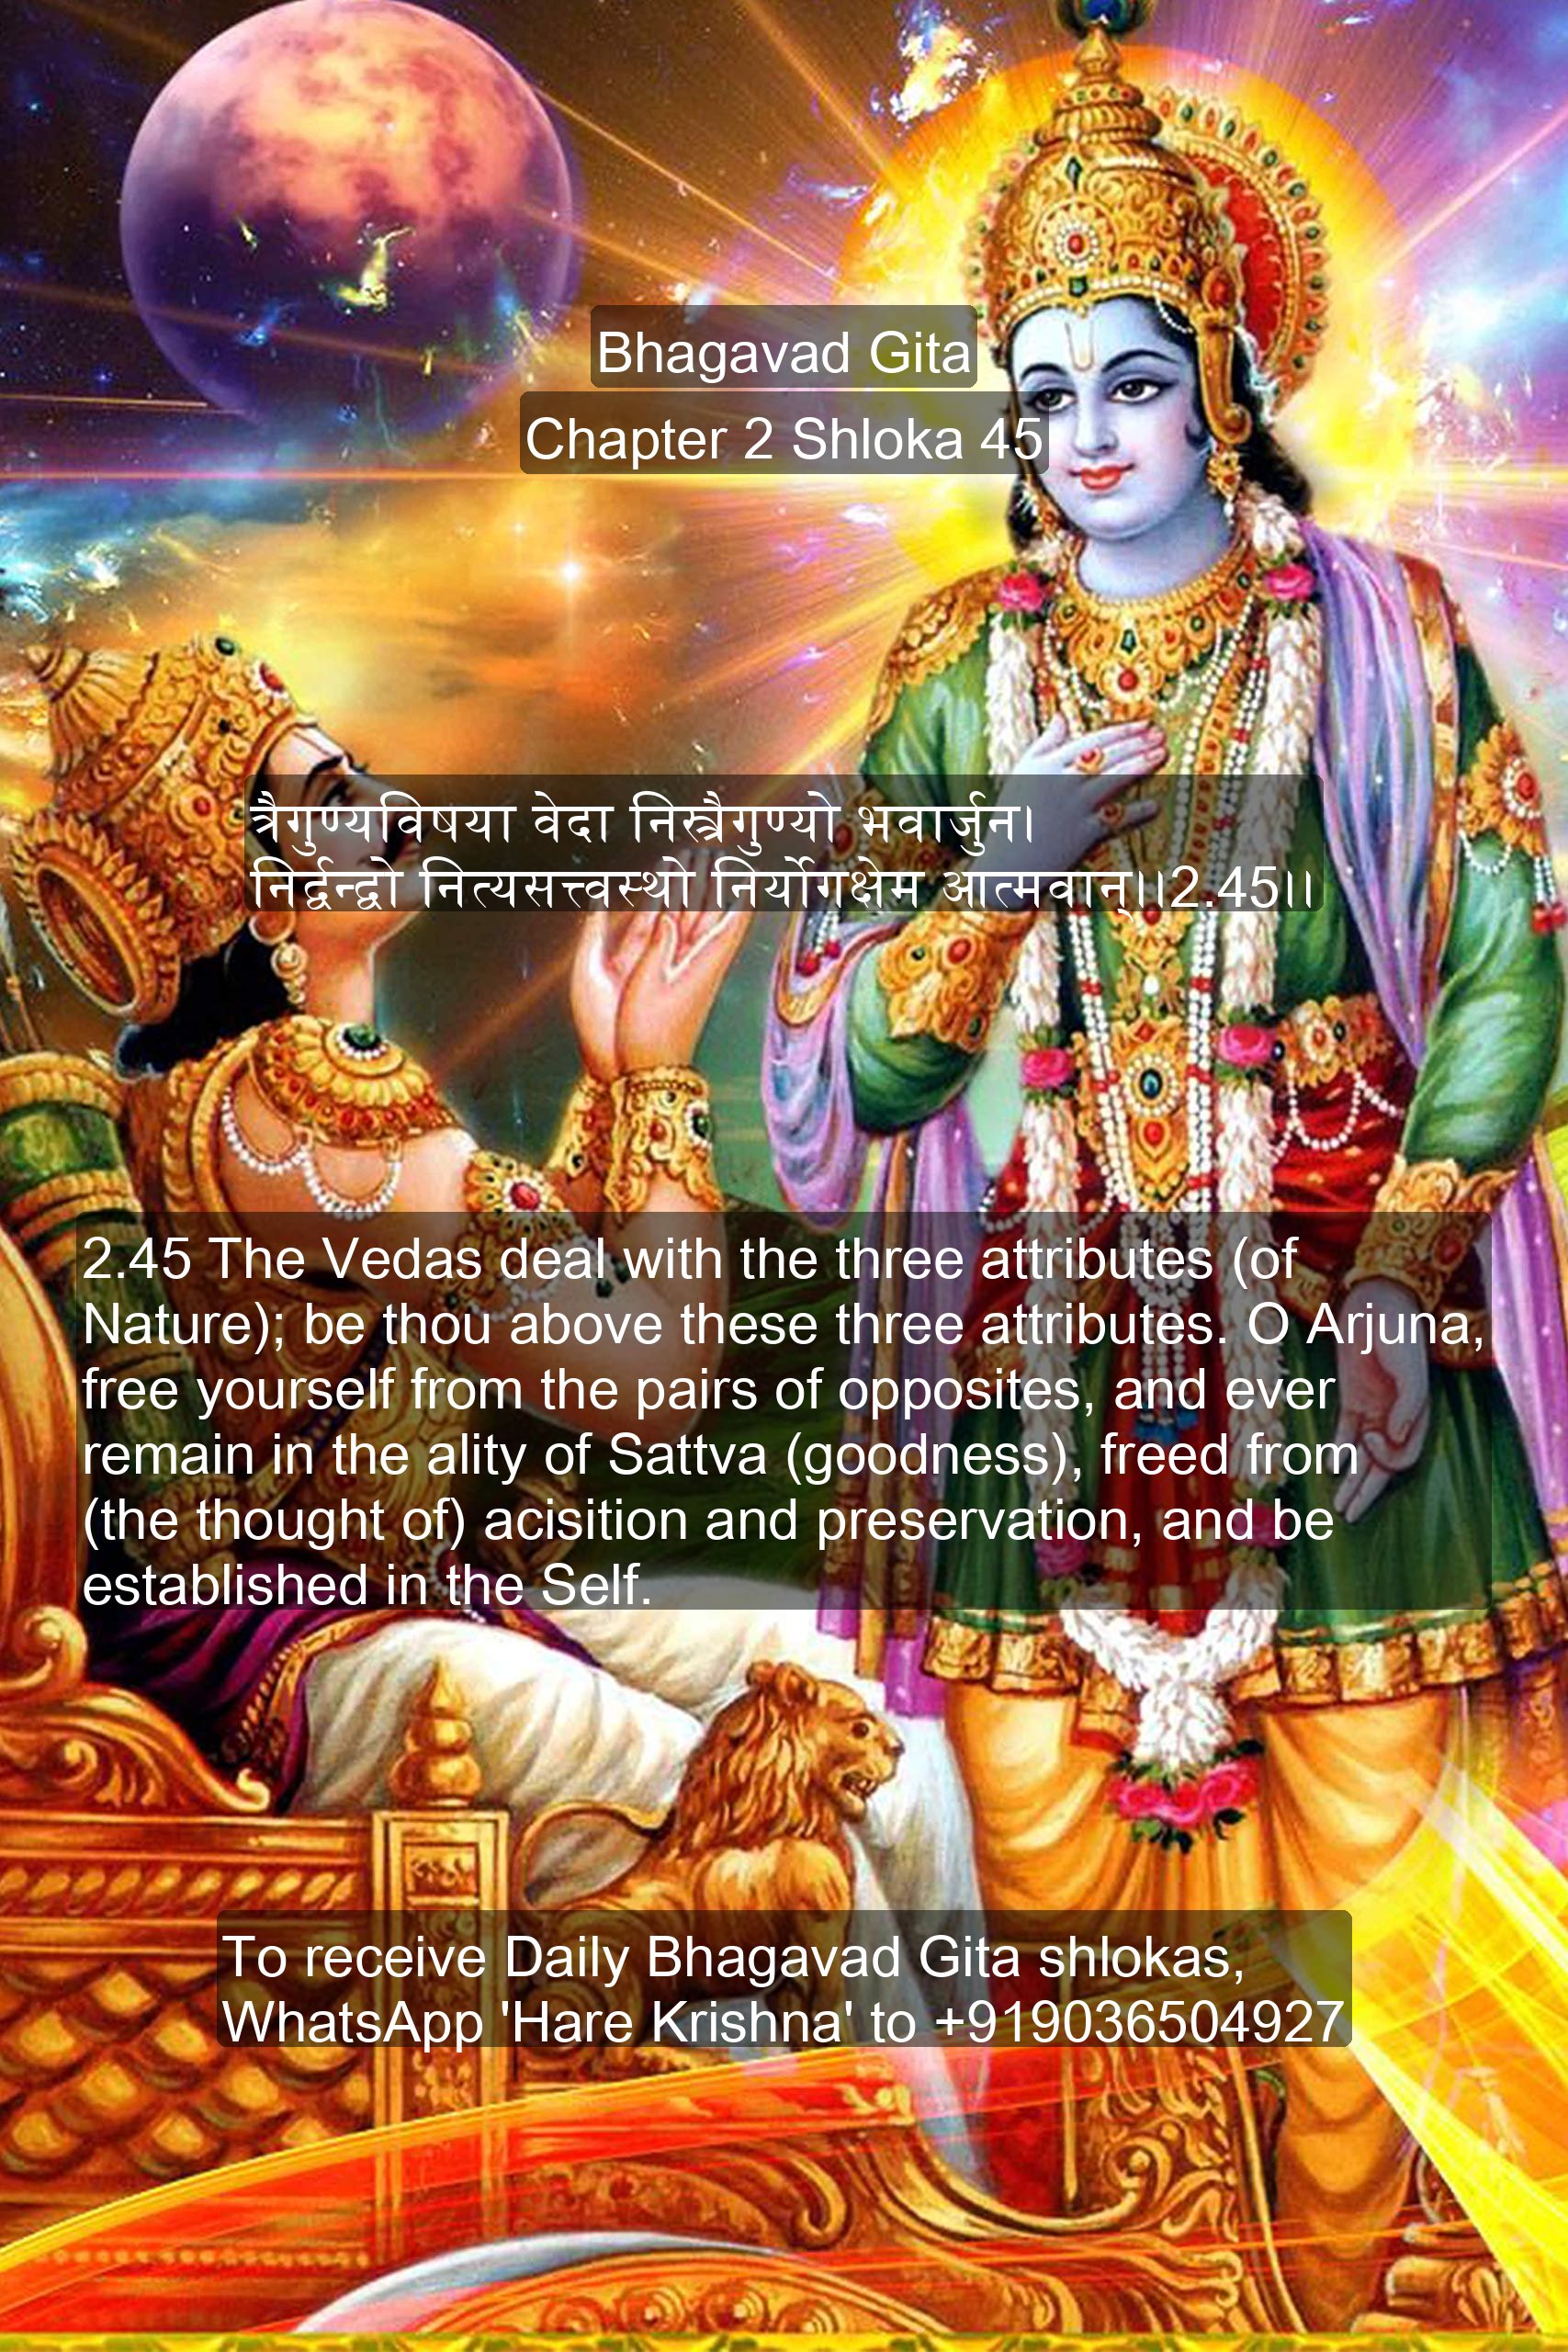 Bhagavad Gita
Chapter 2 Shloka 45
त्रैगुण्यविषया वेदा निस्त्रैगुण्यो भवार्जुन।
निर्द्वन्द्वो नित्यसत्त्वस्थो निर्योगक्षेम आत्मवान्।।2.45।।
2.45 The Vedas deal with the three attributes (of
Nature); be thou above these three attributes. O Arjuna,
free yourself from the pairs of opposites, and ever
remain in the ality of Sattva (goodness), freed from
(the thought of) acisition and preservation, and be
established in the Self.
To receive Daily Bhagavad Gita shlokas,
WhatsApp 'Hare Krishna' to +919036504927